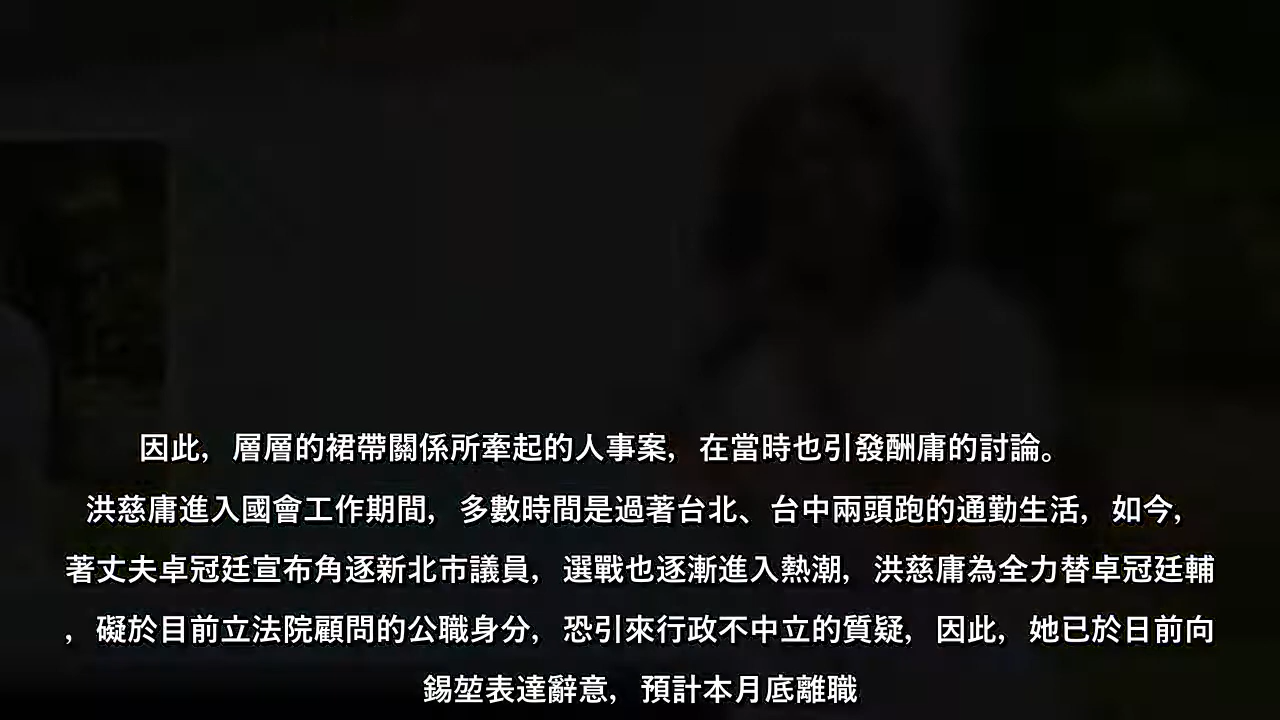 因此, 層層的裙帶關係所牽起的人事案, 在當時也引發酬庸的討論。
洪慈庸進入國會工作期間, 多數時間是過著台北、台中兩頭跑的通勤生活, 如今,
著丈夫卓冠廷宣布角逐新北市議員, 選戰也逐漸進入熱潮, 洪慈庸為全力替卓冠廷輔
, 礙於目前立法院顧問的公職身分, 恐引來行政不中立的質疑, 因此, 她已於日前向
錫堃表達辭意, 預計本月底離職